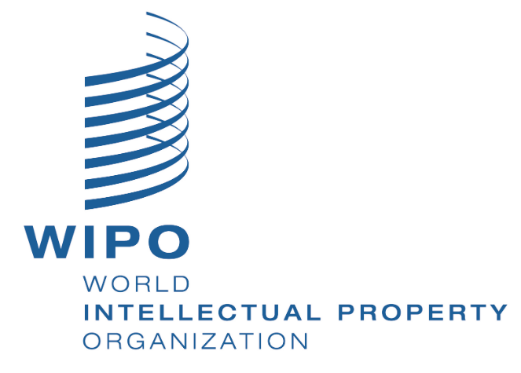 WIPO
WORLD
INTELLECTUAL PROPERTY
ORGANIZATION